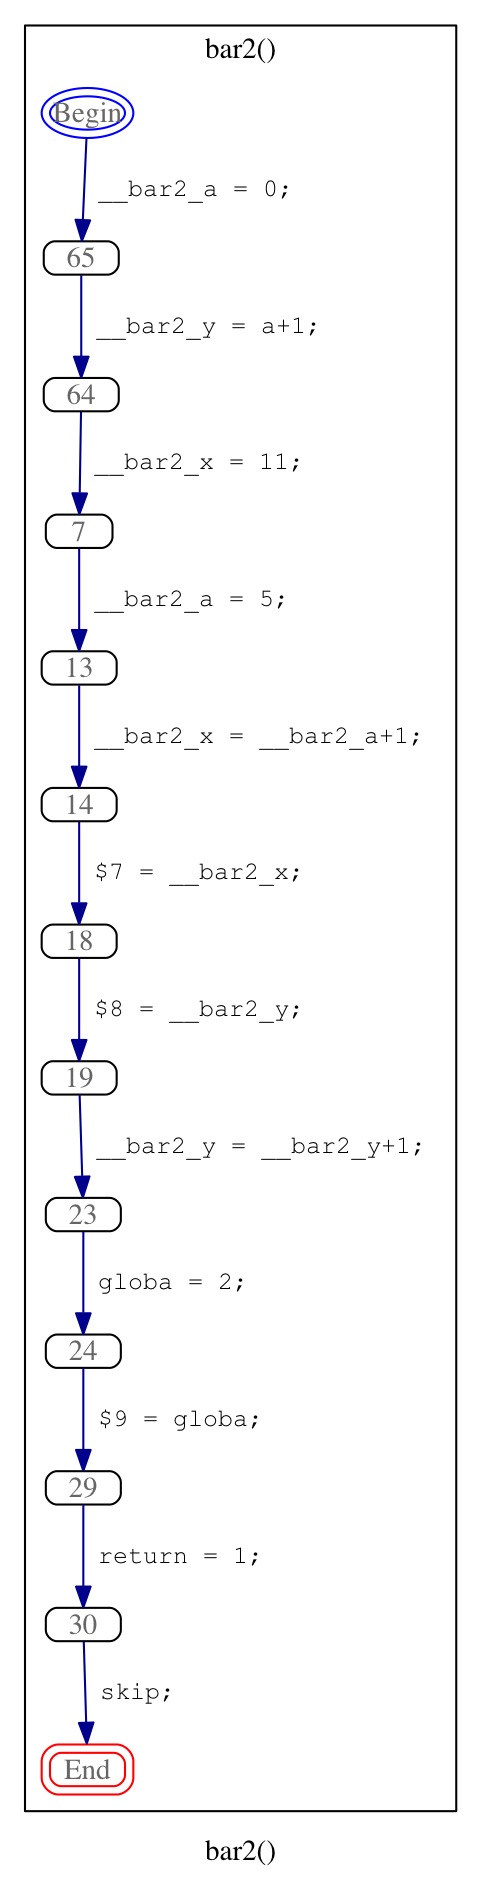 bar2()
Begin
__bar2_a = 0;
65
__bar2_y = a+1;
64
__bar2_x = 11;
7
__bar2_a = 5;
13
__bar2_x = __bar2_a+1;
14
$7 = __bar2_x;
18
$8 = __bar2_y;
19
__bar2_y = __bar2_y+1;
23
globa = 2;
24
$9 = globa;
29
return = 1;
30
skip;
End
bar2()